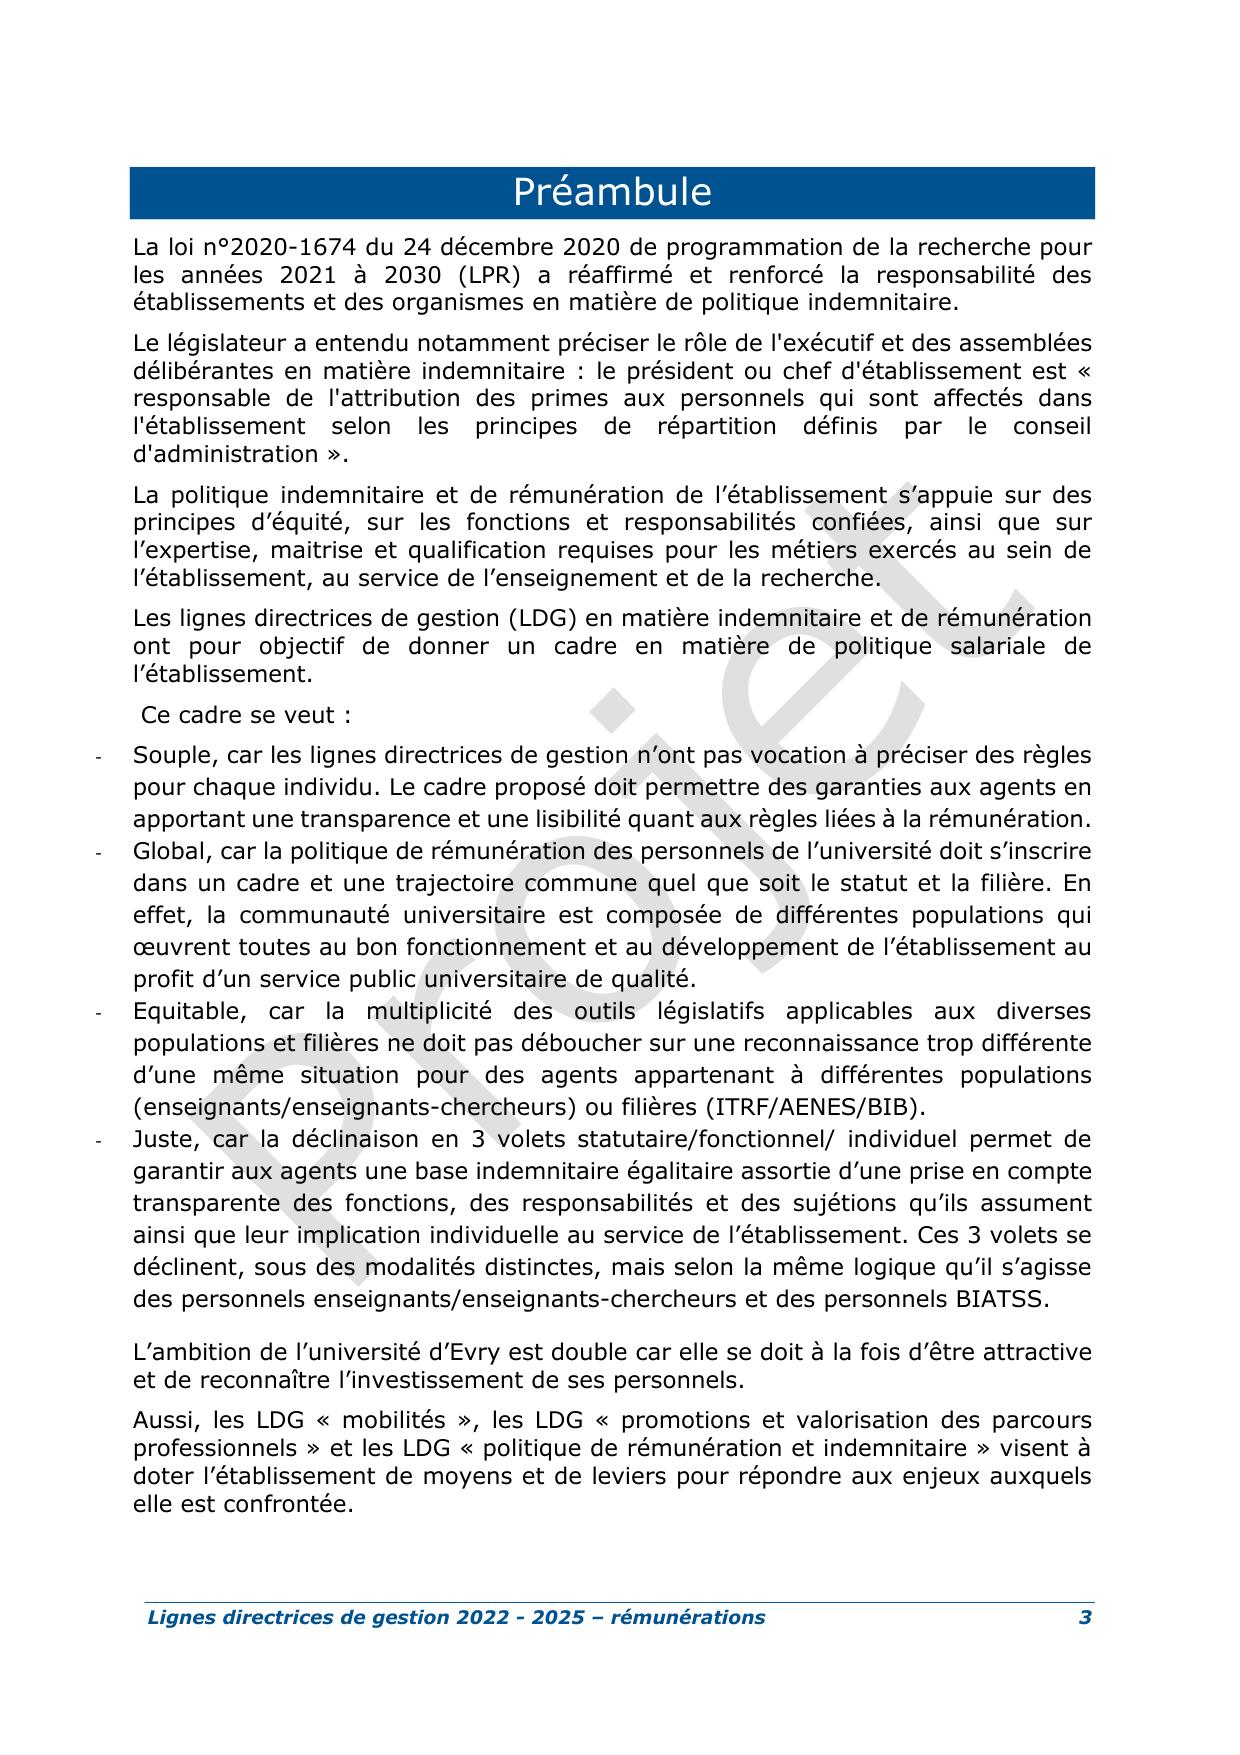 Préambule
La loi n°2020-1674 du 24 décembre 2020 de programmation de la recherche pour
les années 2021 à 2030 (LPR) a réaffirmé et renforcé la responsabilité des
établissements et des organismes en matière de politique indemnitaire.
Le législateur a entendu notamment préciser le rôle de l'exécutif et des assemblées
délibérantes en matière indemnitaire : le président ou chef d'établissement est «
responsable de l'attribution des primes aux personnels qui sont affectés dans
l'établissement selon les principes de répartition définis par le conseil
d'administration ».
La politique indemnitaire et de rémunération de l’établissement s’appuie sur des
principes d’équité, sur les fonctions et responsabilités confiées, ainsi que sur
l’expertise, maitrise et qualification requises pour les métiers exercés au sein de
l’établissement, au service de l’enseignement et de la recherche.
Les lignes directrices de gestion (LDG) en matière indemnitaire et de rémunération
ont pour objectif de donner un cadre en matière de politique salariale de
l’établissement.
Ce cadre se veut :
- Souple, car les lignes directrices de gestion n’ont pas vocation à préciser des règles
pour chaque individu. Le cadre proposé doit permettre des garanties aux agents en
apportant une transparence et une lisibilité quant aux règles liées à la rémunération.
- Global, car la politique de rémunération des personnels de l’université doit s’inscrire
dans un cadre et une trajectoire commune quel que soit le statut et la filière. En
effet, la communauté universitaire est composée de différentes populations qui
œuvrent toutes au bon fonctionnement et au développement de l’établissement au
profit d’un service public universitaire de qualité.
- Equitable, car la multiplicité des outils législatifs applicables aux diverses
populations et filières ne doit pas déboucher sur une reconnaissance trop différente
d’une même situation pour des agents appartenant à différentes populations
(enseignants/enseignants-chercheurs) ou filières (ITRF/AENES/BIB).
- Juste, car la déclinaison en 3 volets statutaire/fonctionnel/ individuel permet de
garantir aux agents une base indemnitaire égalitaire assortie d’une prise en compte
transparente des fonctions, des responsabilités et des sujétions qu’ils assument
ainsi que leur implication individuelle au service de l’établissement. Ces 3 volets se
déclinent, sous des modalités distinctes, mais selon la même logique qu’il s’agisse
des personnels enseignants/enseignants-chercheurs et des personnels BIATSS.
L’ambition de l’université d’Evry est double car elle se doit à la fois d’être attractive
et de reconnaître l’investissement de ses personnels.
Aussi, les LDG « mobilités », les LDG « promotions et valorisation des parcours
professionnels » et les LDG « politique de rémunération et indemnitaire » visent à
doter l’établissement de moyens et de leviers pour répondre aux enjeux auxquels
elle est confrontée.
Projet
Lignes directrices de gestion 2022 - 2025 – rémunérations 3